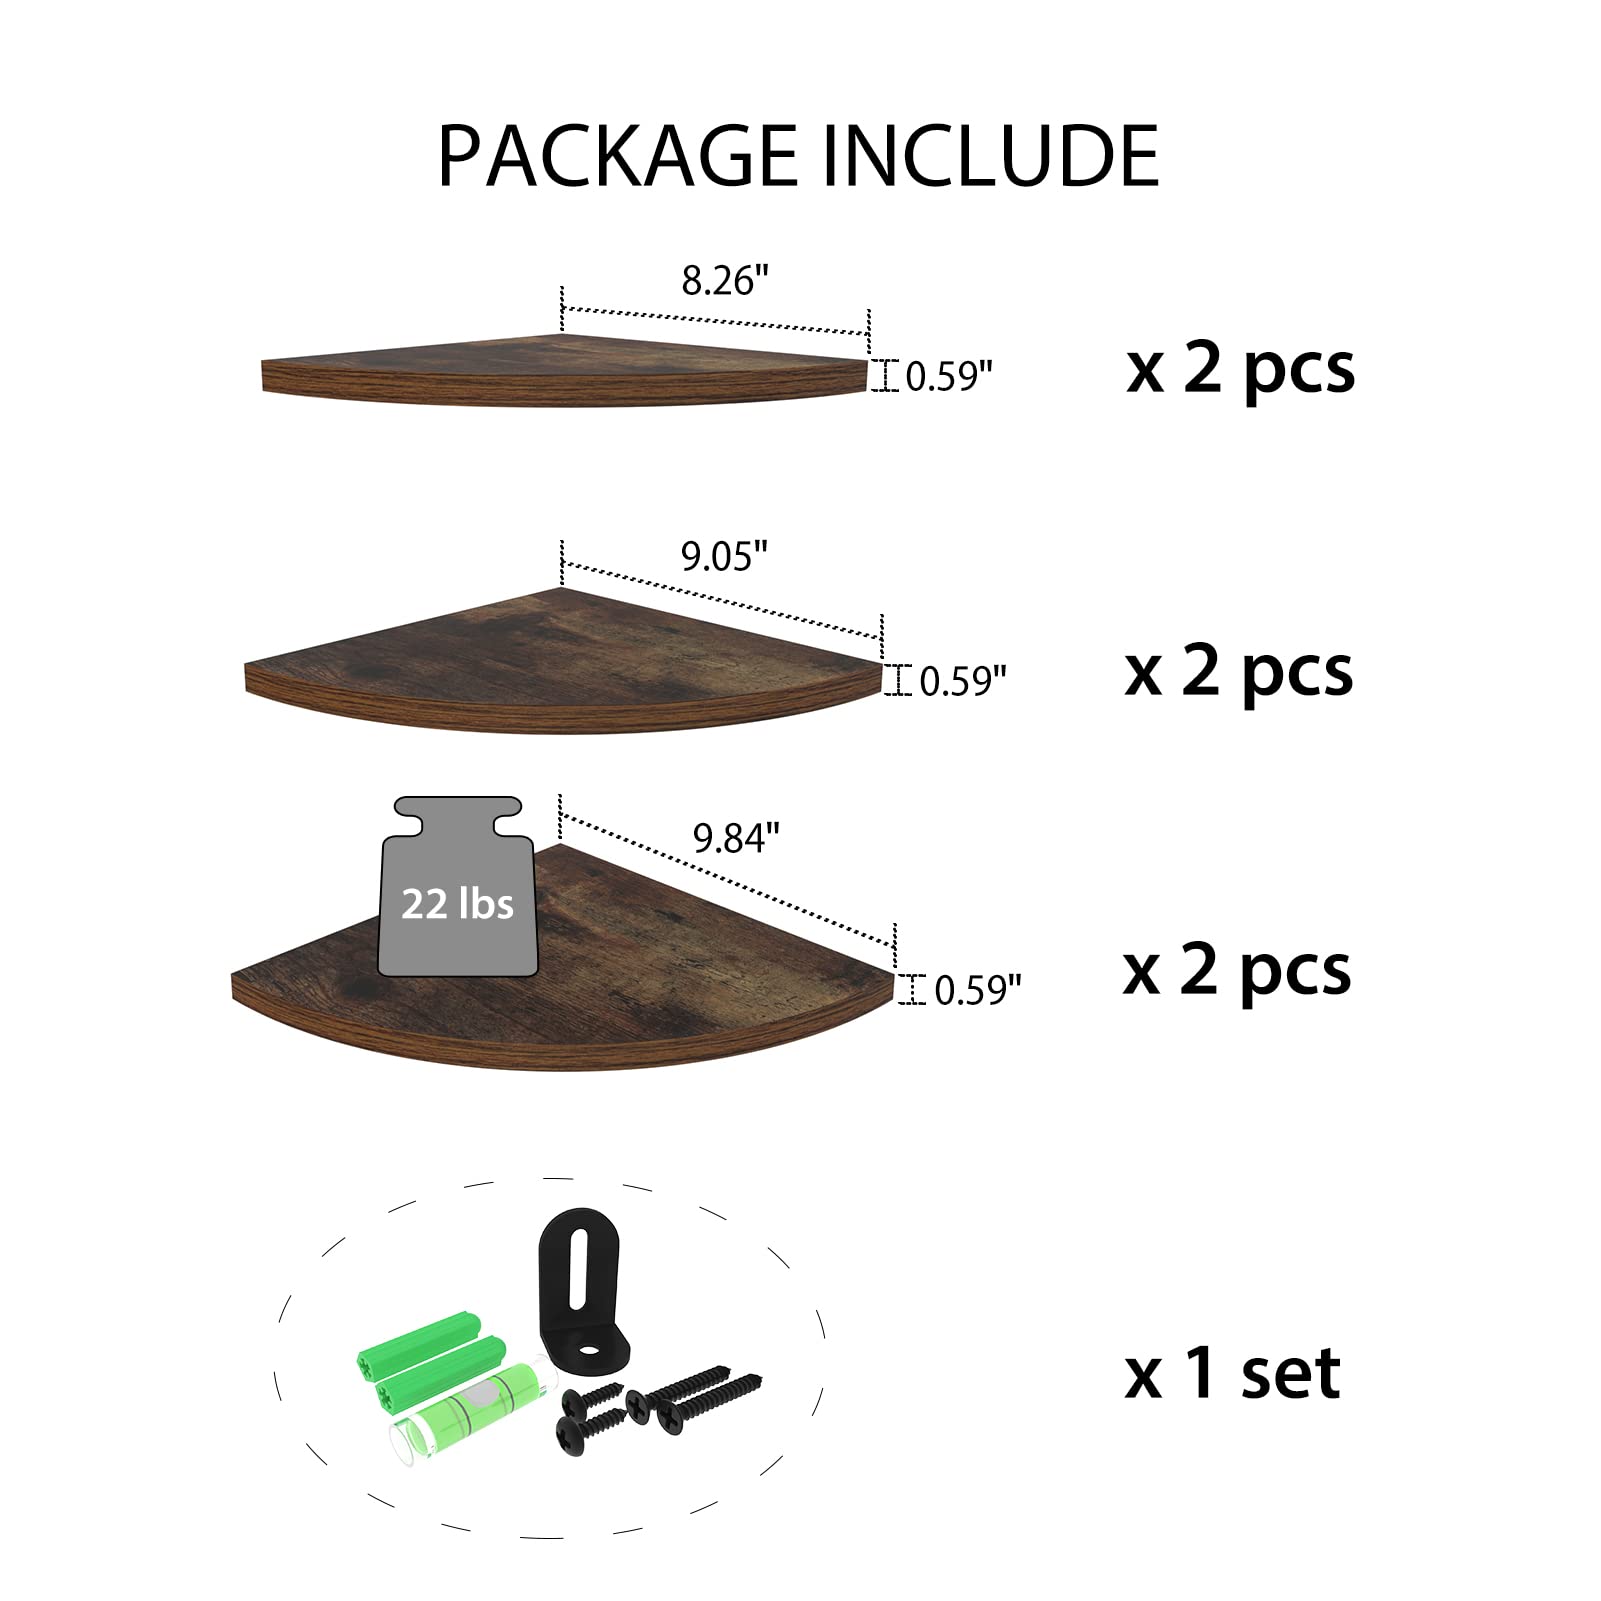 PACKAGE INCLUDE
8.26"
0.59"
x 2 pcs
9.05"
0.59"
x 2 pcs
9.84"
22 lbs
0.59"
x 2 pcs
x 1 set